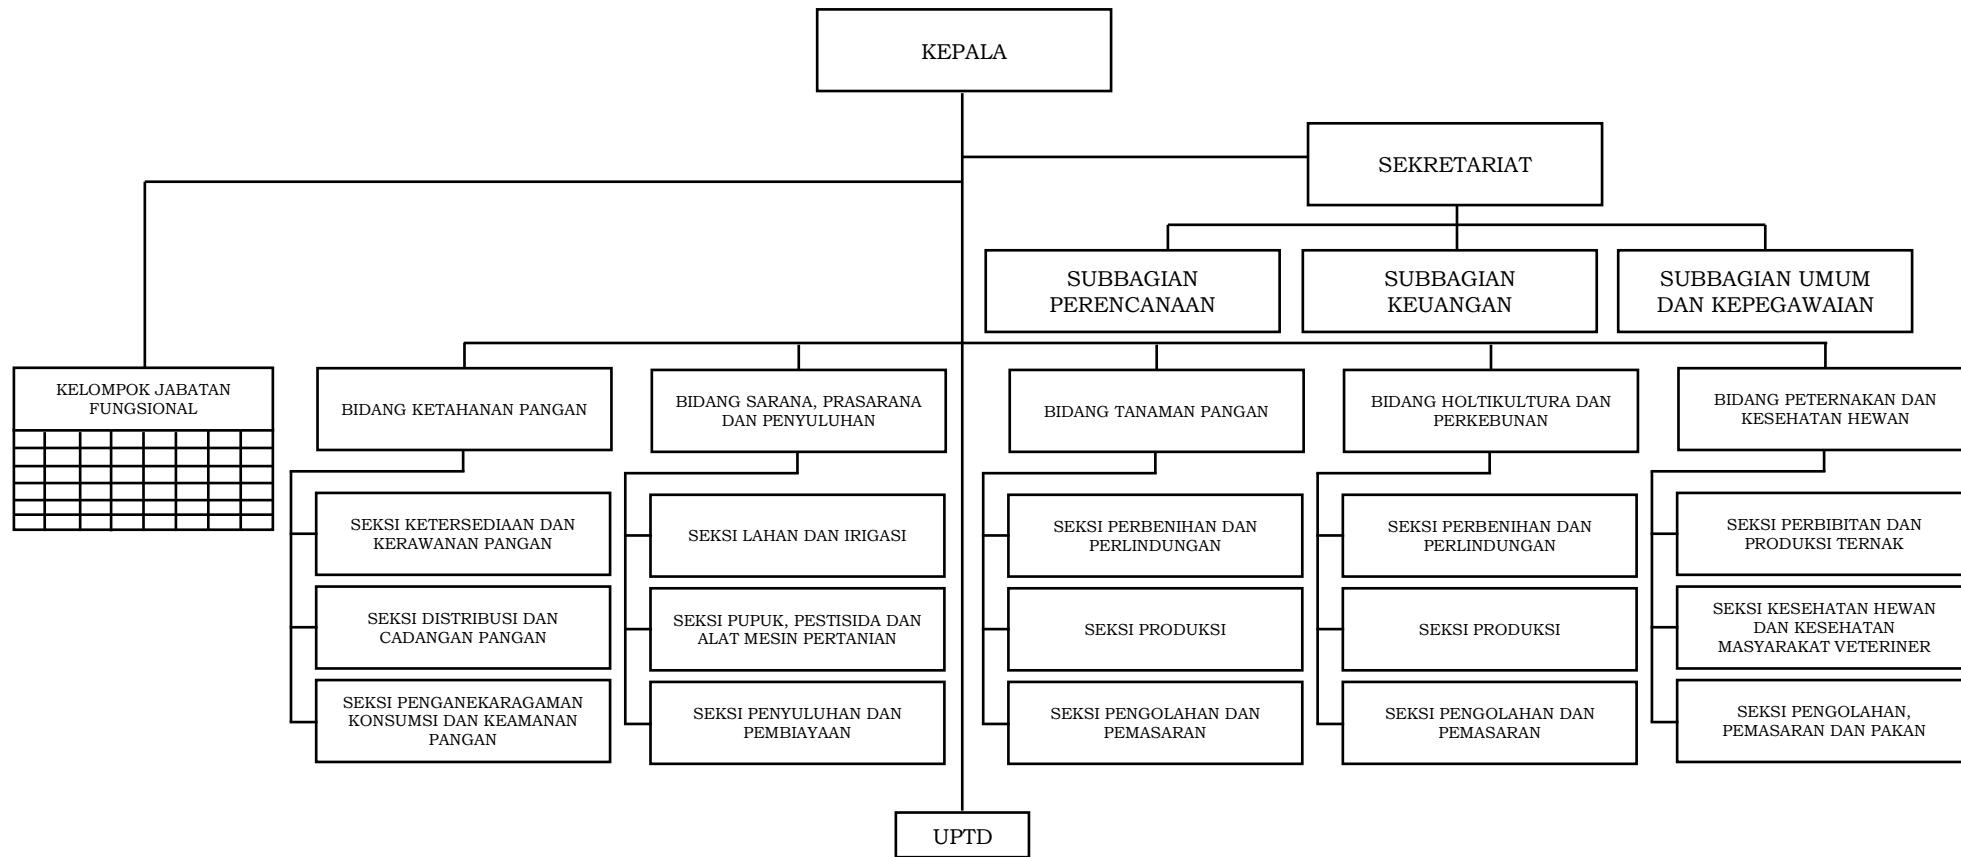 KEPALA
SEKRETARIAT
SUBBAGIAN
PERENCANAAN
SUBBAGIAN
KEUANGAN
SUBBAGIAN UMUM
DAN KEPEGAWAIAN
KELOMPOK JABATAN
FUNGSIONAL
BIDANG KETAHANAN PANGAN
BIDANG SARANA, PRASARANA
DAN PENYULUHAN
BIDANG TANAMAN PANGAN
BIDANG HOLTIKULTURA DAN
PERKEBUNAN
BIDANG PETERNAKAN DAN
KESEHATAN HEWAN
SEKSI KETERSEDIAAN DAN
KERAWANAN PANGAN
SEKSI LAHAN DAN IRIGASI
SEKSI PERBENIHAN DAN
PERLINDUNGAN
SEKSI PERBENIHAN DAN
PERLINDUNGAN
SEKSI PERBIBITAN DAN
PRODUKSI TERNAK
SEKSI DISTRIBUSI DAN
CADANGAN PANGAN
SEKSI PUPUK, PESTISIDA DAN
ALAT MESIN PERTANIAN
SEKSI PRODUKSI
SEKSI PRODUKSI
SEKSI KESEHATAN HEWAN
DAN KESEHATAN
MASYARAKAT VETERINER
SEKSI PENGANEKARAGAMAN
KONSUMSI DAN KEAMANAN
PANGAN
SEKSI PENYULUHAN DAN
PEMBIAYAAN
SEKSI PENGOLAHAN DAN
PEMASARAN
SEKSI PENGOLAHAN DAN
PEMASARAN
SEKSI PENGOLAHAN,
PEMASARAN DAN PAKAN
UPTD